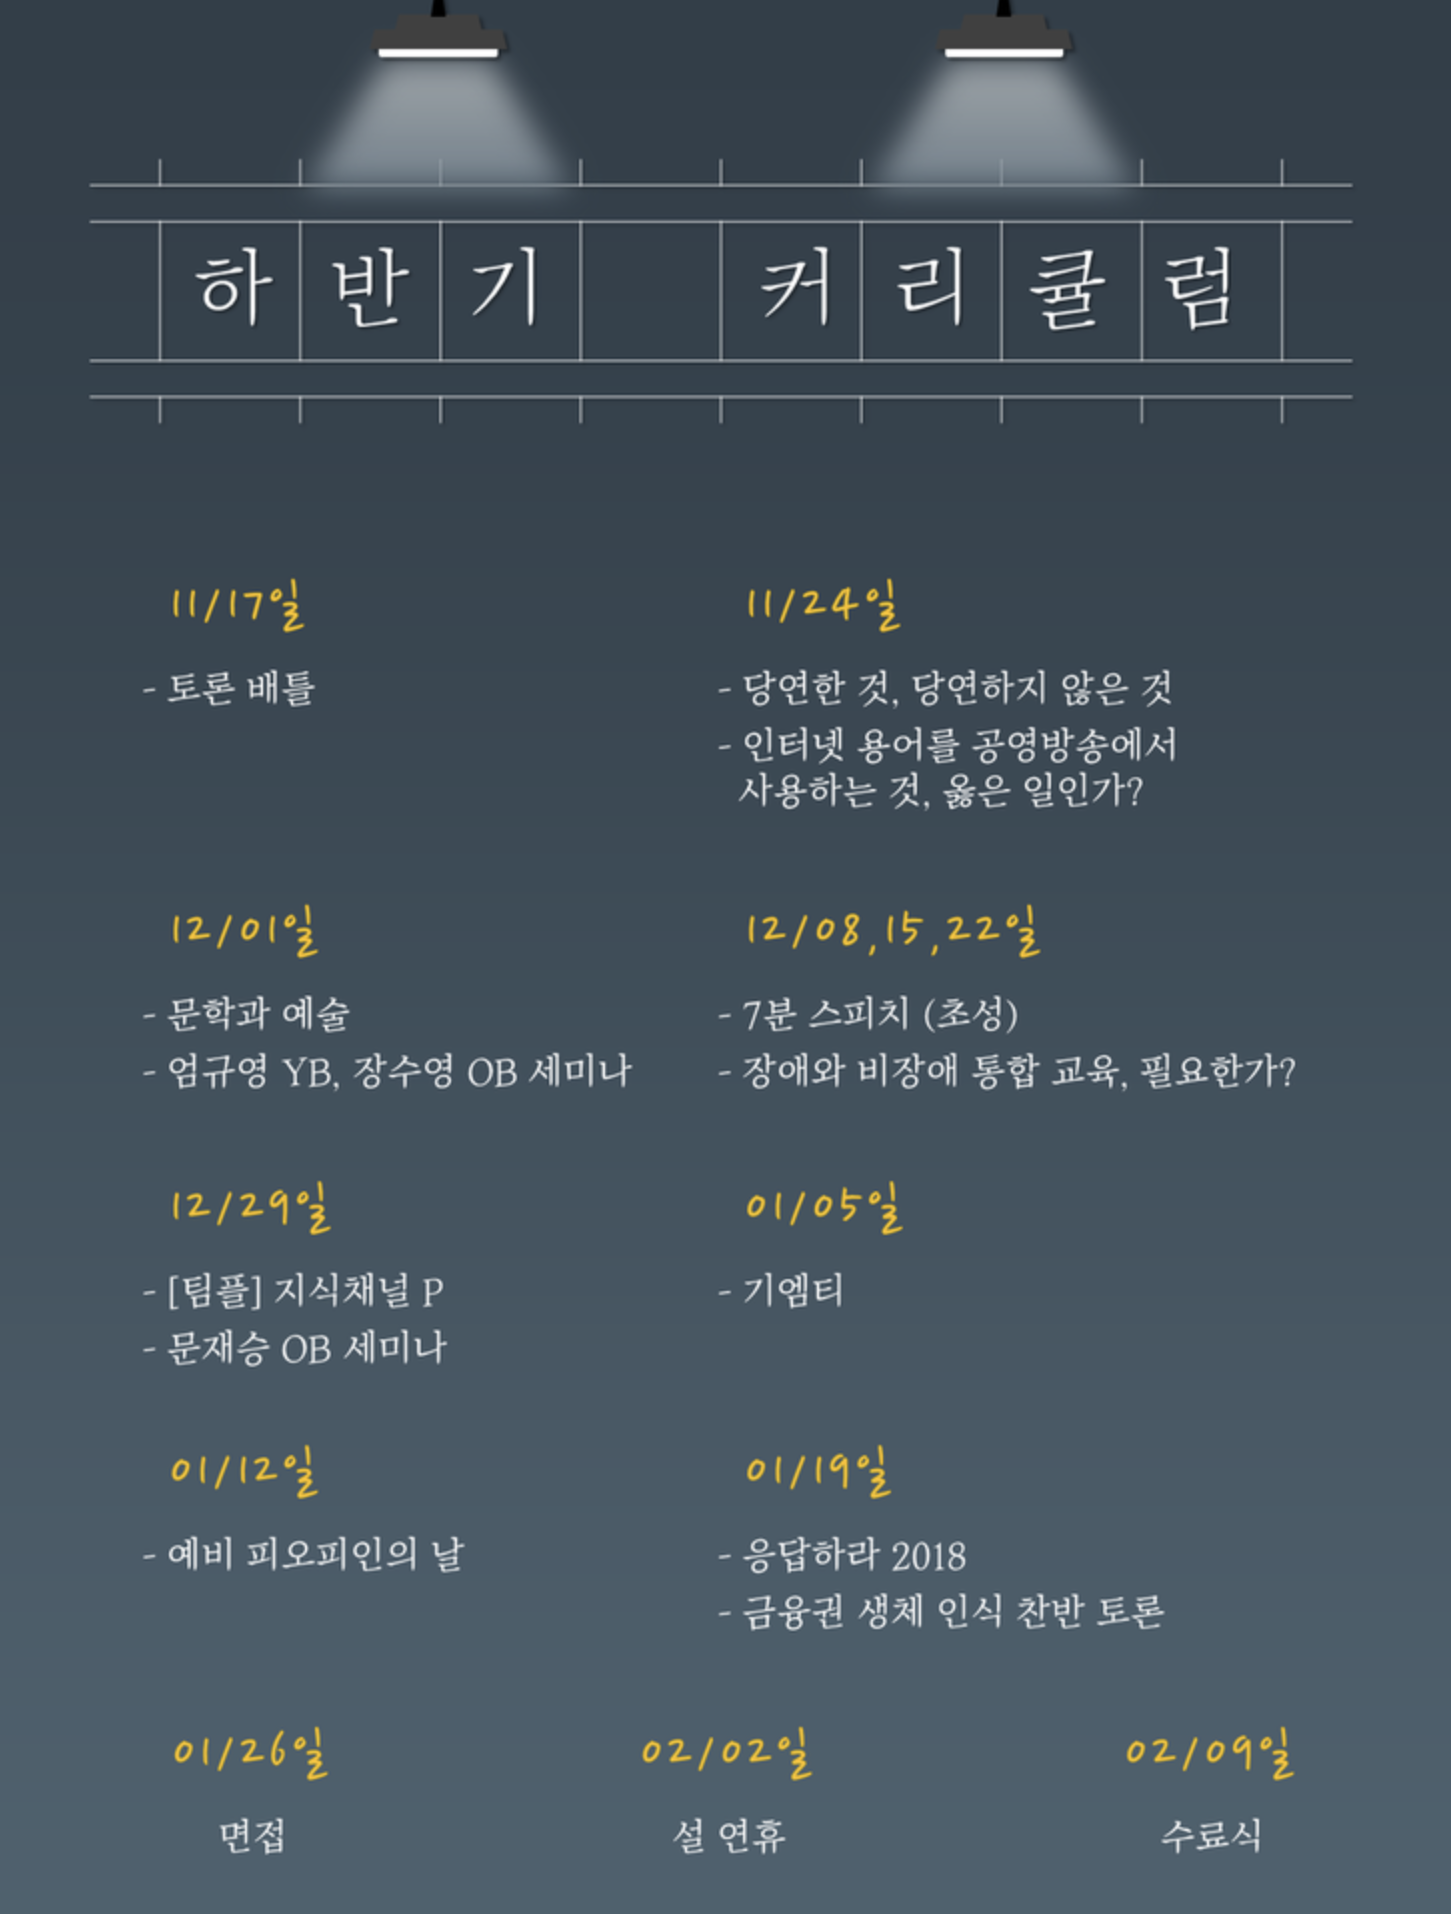 하반기 커리큘럼
11/17일
- 토론 배틀
11/24일
- 당연한 것, 당연하지 않은 것
- 인터넷 용어를 공영방송에서
사용하는 것, 옳은 일인가?
12/01일
- 문학과 예술
- 엄규영 YB, 장수영 OB 세미나
12/08,15,22일
- 7분 스피치 (초성)
- 장애와 비장애 통합 교육, 필요한가?
12/29일
- [팀플] 지식채널 P
- 문재승 OB 세미나
01/05일
- 기엠티
01/12일
- 예비 피오피인의 날
01/19일
- 응답하라 2018
- 금융권 생체 인식 찬반 토론
01/26일
면접
02/02일
설 연휴
02/09일
수료식